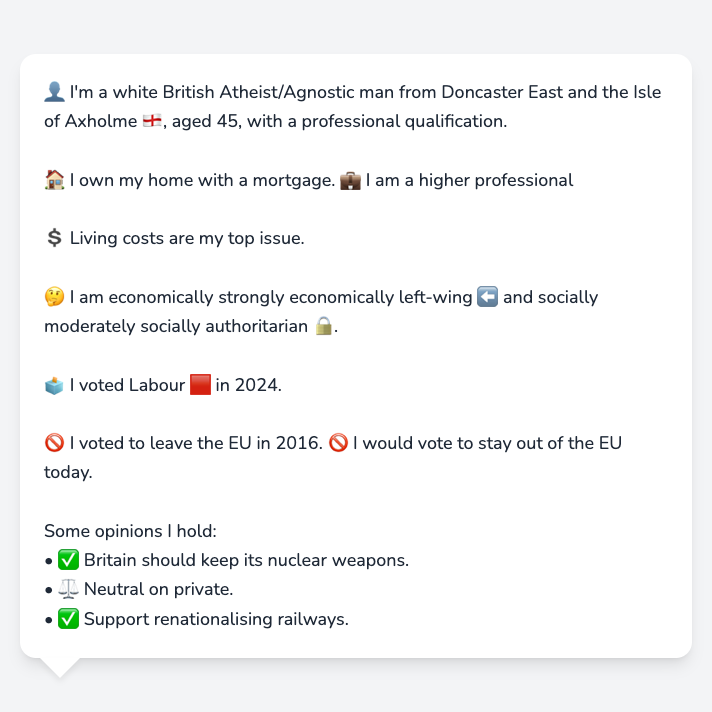 👤 I'm a white British Atheist/Agnostic man from Doncaster East and the Isle
of Axholme 🏴󠁧󠁢󠁥󠁮󠁧󠁿, aged 45, with a professional qualification.
🏠 I own my home with a mortgage. 💼 I am a higher professional
💲 Living costs are my top issue.
🤔 I am economically strongly economically left-wing ⬅️ and socially
moderately socially authoritarian 🔒.
🗳️ I voted Labour 🟥 in 2024.
🚫 I voted to leave the EU in 2016. 🚫 I would vote to stay out of the EU
today.
Some opinions I hold:
• ✅ Britain should keep its nuclear weapons.
• ⚖️ Neutral on private.
• ✅ Support renationalising railways.